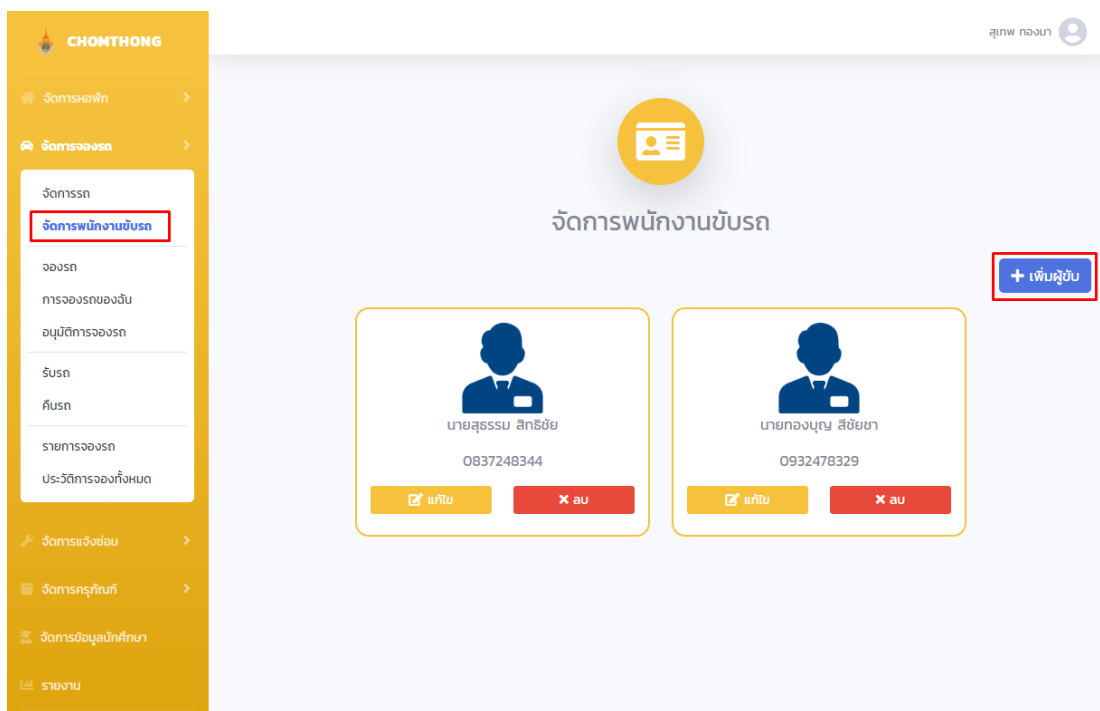 CHOMTHONG
สุเทพ ทองมา
จัดการหอพัก
จัดการจองรถ
จัดการรถ
จัดการพนักงานขับรถ
จองรถ
การจองรถของฉัน
อนุมัติการจองรถ
รับรถ
คืนรถ
รายการจองรถ
ประวัติการจองทั้งหมด
จัดการแจ้งซ่อม
จัดการครุภัณฑ์
จัดการข้อมูลนักศึกษา
รายงาน
จัดการพนักงานขับรถ
เพิ่มผู้ขับ
นายสุธรรม สิทธิชัย
0837248344
แก้ไข ลบ
นายทองบุญ สีชัยชา
0932478329
แก้ไข ลบ